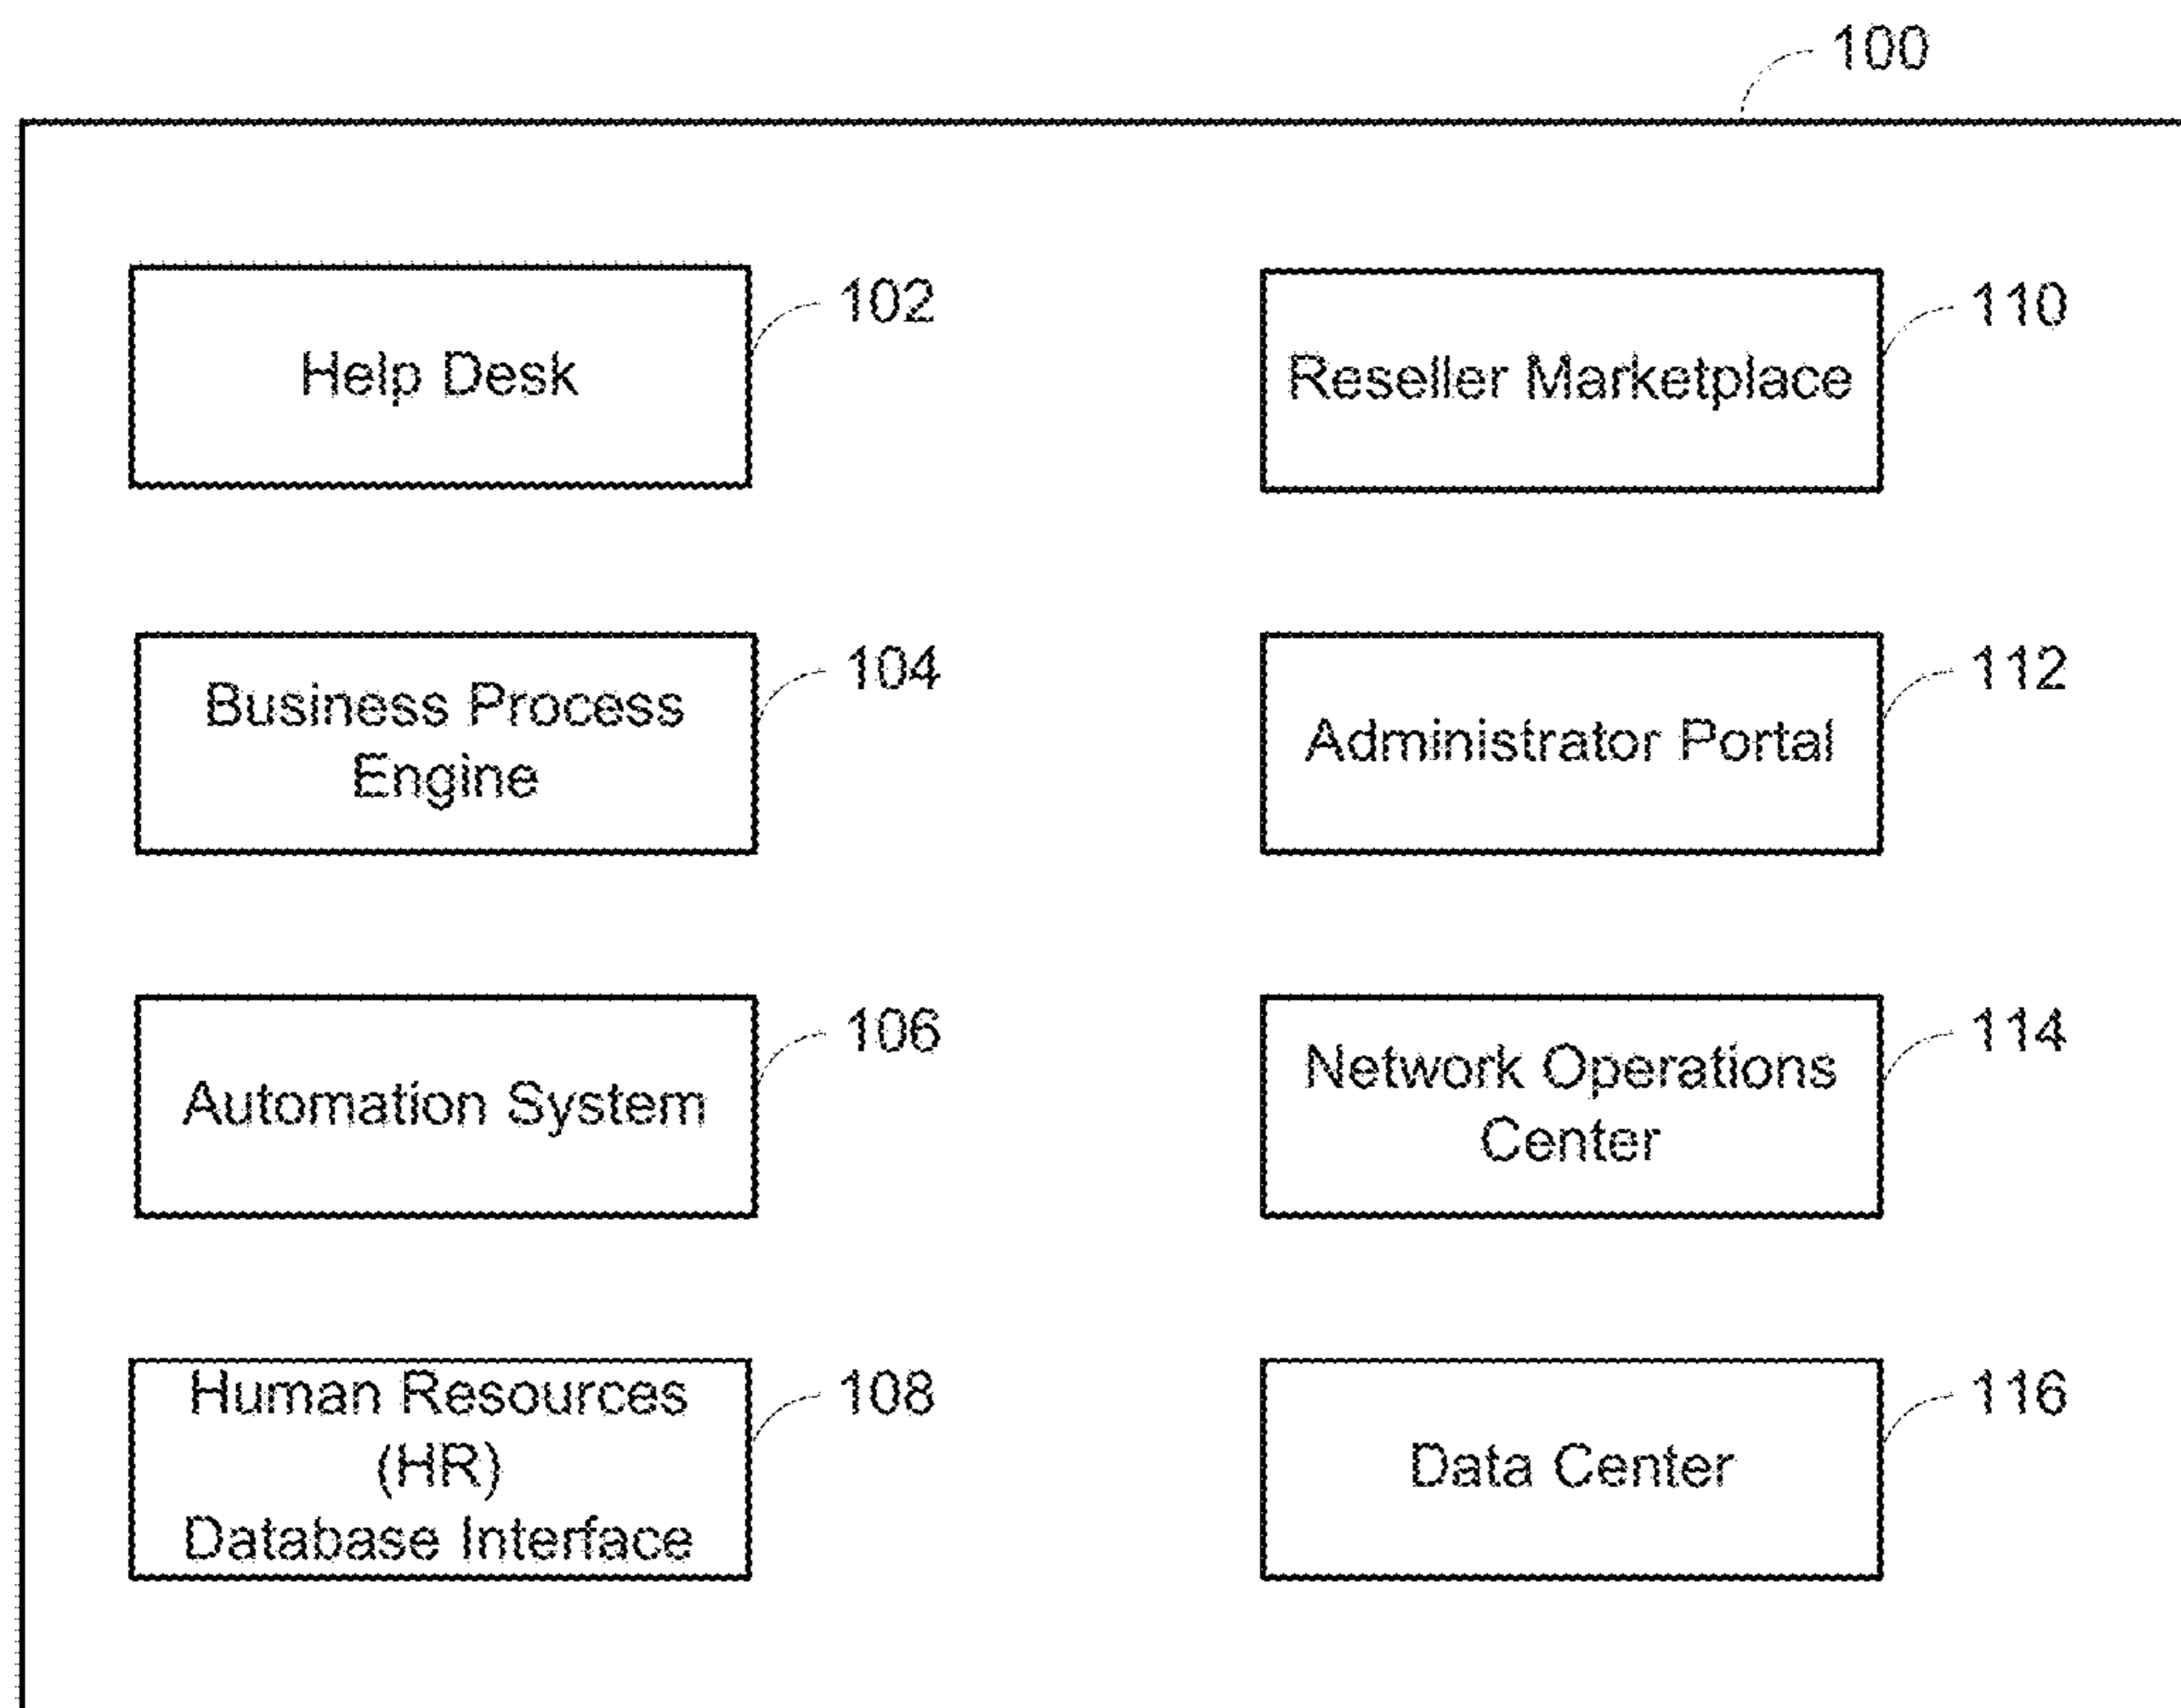 100
Help Desk
102
Reseller Marketplace
110
Business Process
Engine
104
Administrator Portal
112
Automation System
106
Network Operations
Center
114
Human Resources
(HR)
Database Interface
108
Data Center
116